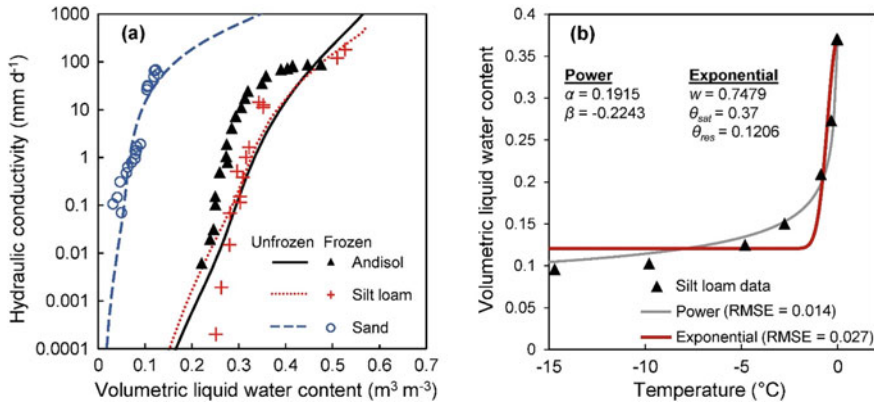 (a)
1000
100
10
1
0.1
0.01
0.001
0.0001
Hydraulic conductivity (mm d⁻¹)
Unfrozen Frozen
Andisol
Silt loam
Sand
0 0.1 0.2 0.3 0.4 0.5 0.6 0.7
Volumetric liquid water content (m³ m⁻³)
(b)
0.4
0.35
0.3
0.25
0.2
0.15
0.1
0.05
0
Volumetric liquid water content
Power Exponential
α = 0.1915 w = 0.7479
β = -0.2243 θsat = 0.37
θres = 0.1206
Silt loam data
Power (RMSE = 0.014)
Exponential (RMSE = 0.027)
-15 -10 -5 0
Temperature (°C)